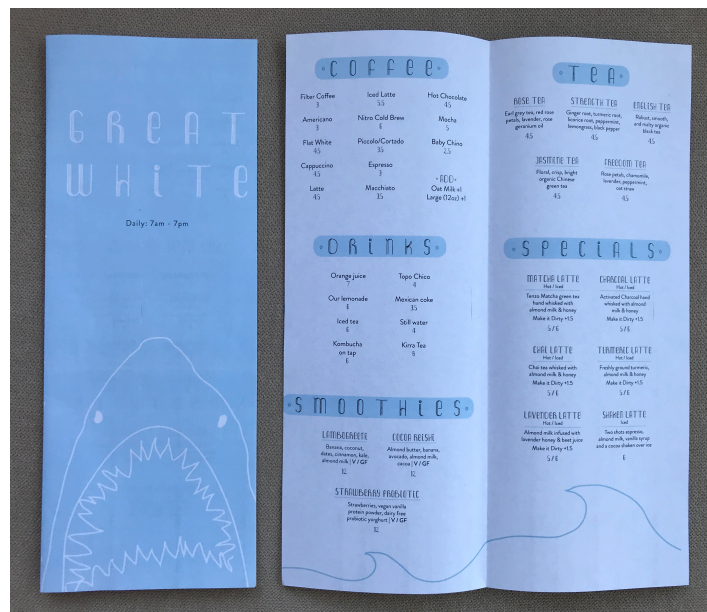 GREAT
WHITE
Daily: 7am - 7pm
COFFEE
Filter Coffee
3
Americano
3
Flat White
4.5
Cappuccino
4.5
Latte
4.5
Iced Latte
5.5
Nitro Cold Brew
6
Piccolo/Cortado
3.5
Espresso
3
Macchiato
3.5
Hot Chocolate
4.5
Mocha
5
Baby Chino
2.5
ADD
Oat Milk +1
Large (12oz) +1
DRINKS
Orange juice
7
Our lemonade
6
Iced tea
6
Kombucha
on tap
6
Topo Chico
4
Mexican coke
3.5
Still water
4
Kirra Tea
SMOOTHIES
LAMBORGREENE
Banana, coconut,
dates, cinnamon, kale,
almond milk | V / GF
12
COCOA REISHE
Almond butter, banana,
avocado, almond milk,
cacao | V / GF
12
STRAWBERRY PROBIOTIC
Strawberries, vegan vanilla
protein powder, dairy free
probiotic yoghurt | V / GF
12
TEA
ROSE TEA
Earl grey tea, red rose
petals, lavender, rose
geranium oil
4.5
STRENGTH TEA
Ginger root, turmeric root,
licorice root, peppermint,
lemongrass, black pepper
4.5
ENGLISH TEA
Robust, smooth,
and malty organic
black tea
4.5
JASMINE TEA
Floral, crisp, bright
organic Chinese
green tea
4.5
FREEDOM TEA
Rose petals, chamomile,
lavender, peppermint,
oat straw
4.5
SPECIALS
MATCHA LATTE
Hot / Iced
Tenzo Matcha green tea
hand whisked with
almond milk & honey
Make it Dirty +1.5
5 / 6
CHARCOAL LATTE
Hot / Iced
Activated Charcoal hand
whisked with almond
milk & honey
Make it Dirty +1.5
5 / 6
CHAI LATTE
Hot / Iced
Chai tea whisked with
almond milk & honey
Make it Dirty +1.5
5 / 6
TURMERIC LATTE
Hot / Iced
Freshly ground turmeric,
almond milk & honey
Make it Dirty +1.5
5 / 6
LAVENDER LATTE
Hot / Iced
Almond milk infused with
lavender honey & beet juice
Make it Dirty +1.5
5 / 6
SHAKEN LATTE
Iced
Two shots espresso,
almond milk, vanilla syrup
and a cocoa shaken over ice
6